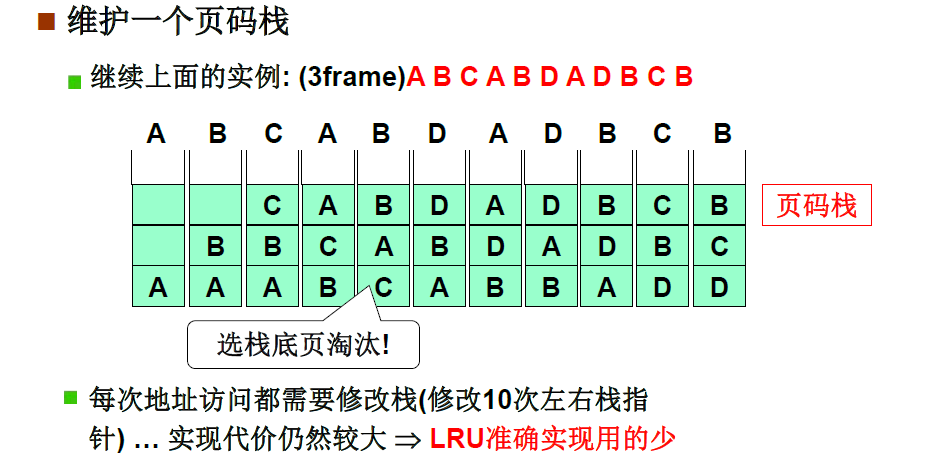 维护一个页码栈
继续上面的实例: (3frame)A B C A B D A D B C B
A B C A B D A D B C B
C A B D A D B C B
页码栈
B B C A B D A D B C
A A A B C A B B A D D
选栈底页淘汰!
每次地址访问都需要修改栈(修改10次左右栈指
针) … 实现代价仍然较大 ⇒ LRU准确实现用的少